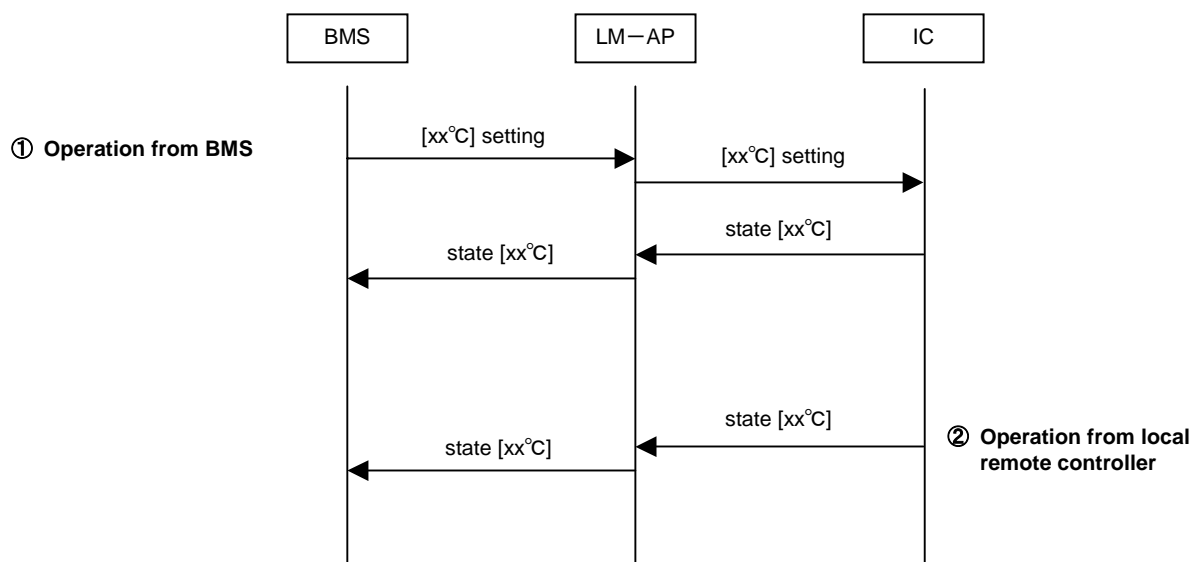 BMS
LM－AP
IC
① Operation from BMS
[xx℃] setting
[xx℃] setting
state [xx℃]
state [xx℃]
state [xx℃]
② Operation from local
remote controller
state [xx℃]